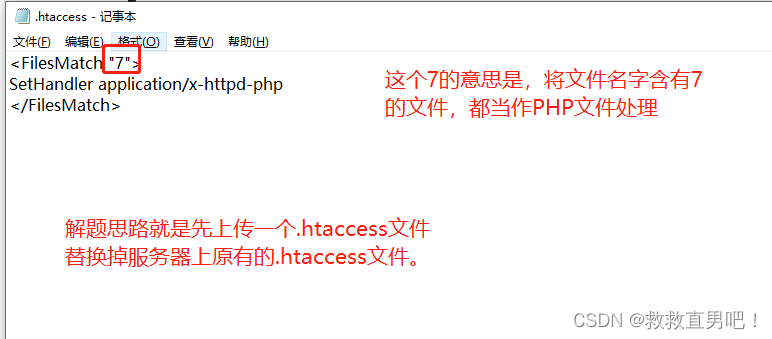 .htaccess - 记事本
文件(F) 编辑(E) 格式(O) 查看(V) 帮助(H)
<FilesMatch "7">
SetHandler application/x-httpd-php
</FilesMatch>
这个7的意思是，将文件名字含有7
的文件，都当作PHP文件处理
解题思路就是先上传一个.htaccess文件
替换掉服务器上原有的.htaccess文件。
CSDN @救救直男吧！